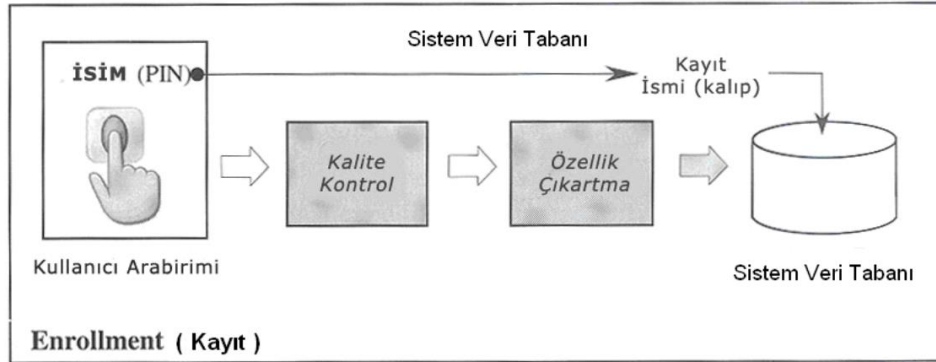 Sistem Veri Tabanı
İSİM (PIN)
Kayıt
İsmi (kalıp)
Kalite
Kontrol
Özellik
Çıkartma
Kullanıcı Arabirimi
Sistem Veri Tabanı
Enrollment ( Kayıt )